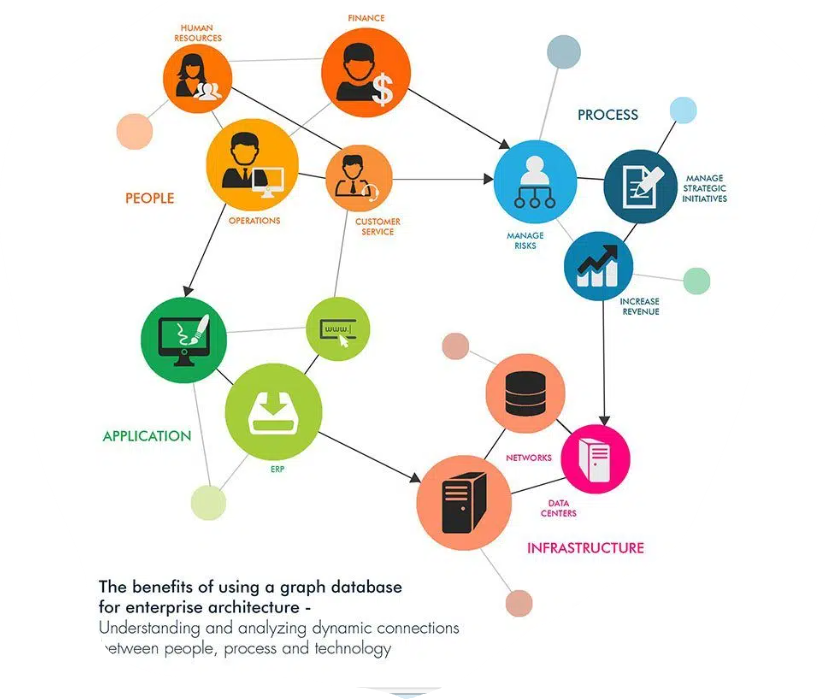 HUMAN
RESOURCES
FINANCE
$
PEOPLE
OPERATIONS
CUSTOMER
SERVICE
PROCESS
MANAGE
RISKS
MANAGE
STRATEGIC
INITIATIVES
INCREASE
REVENUE
www.
APPLICATION
ERP
NETWORKS
DATA
CENTERS
INFRASTRUCTURE
The benefits of using a graph database
for enterprise architecture -
Understanding and analyzing dynamic connections
etween people, process and technology